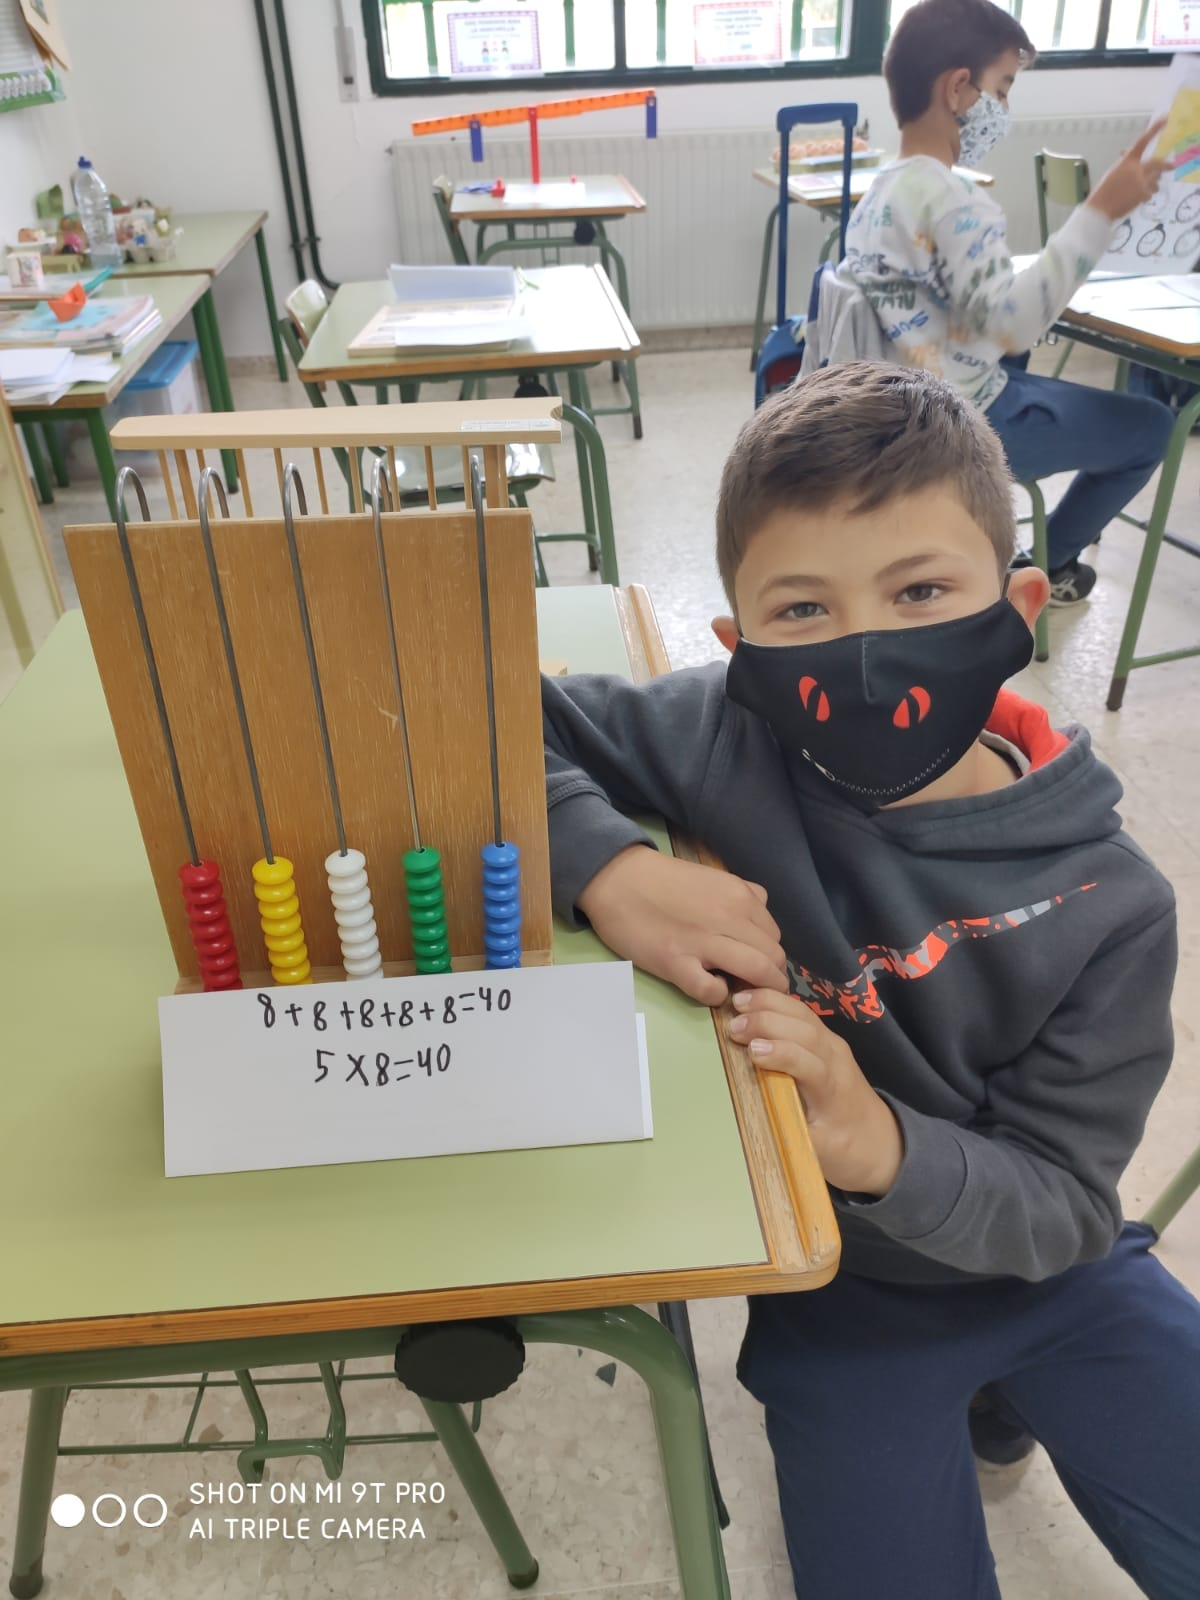 8+8+8+8+8=40
5X8=40
SHOT ON MI 9T PRO
AI TRIPLE CAMERA